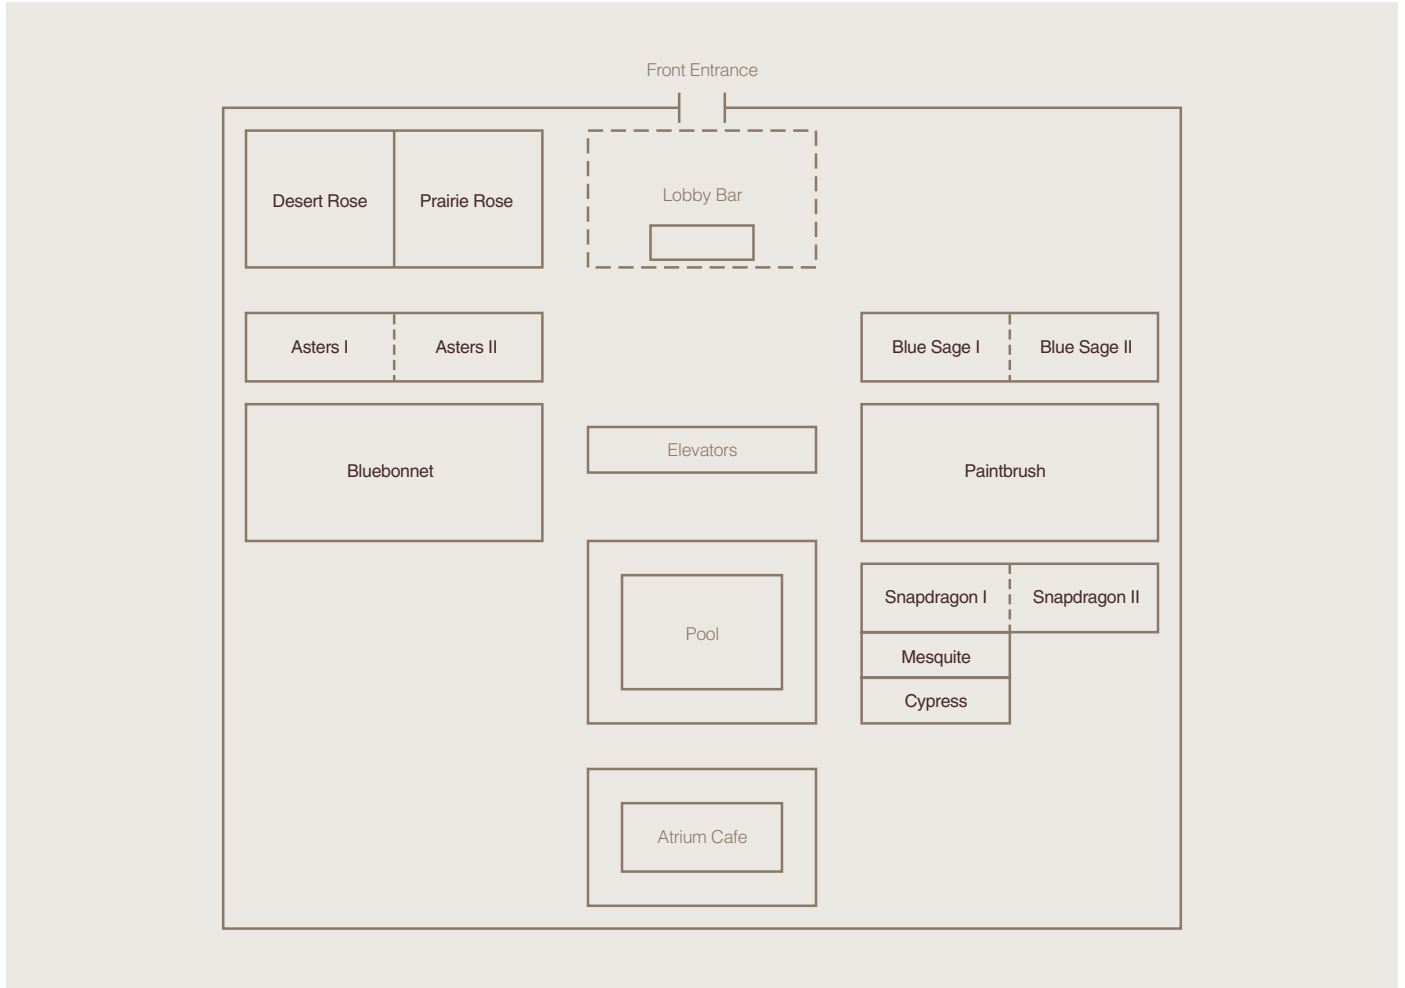 Front Entrance
Desert Rose
Prairie Rose
Lobby Bar
Asters I
Asters II
Blue Sage I
Blue Sage II
Elevators
Bluebonnet
Paintbrush
Snapdragon I
Snapdragon II
Pool
Mesquite
Cypress
Atrium Cafe